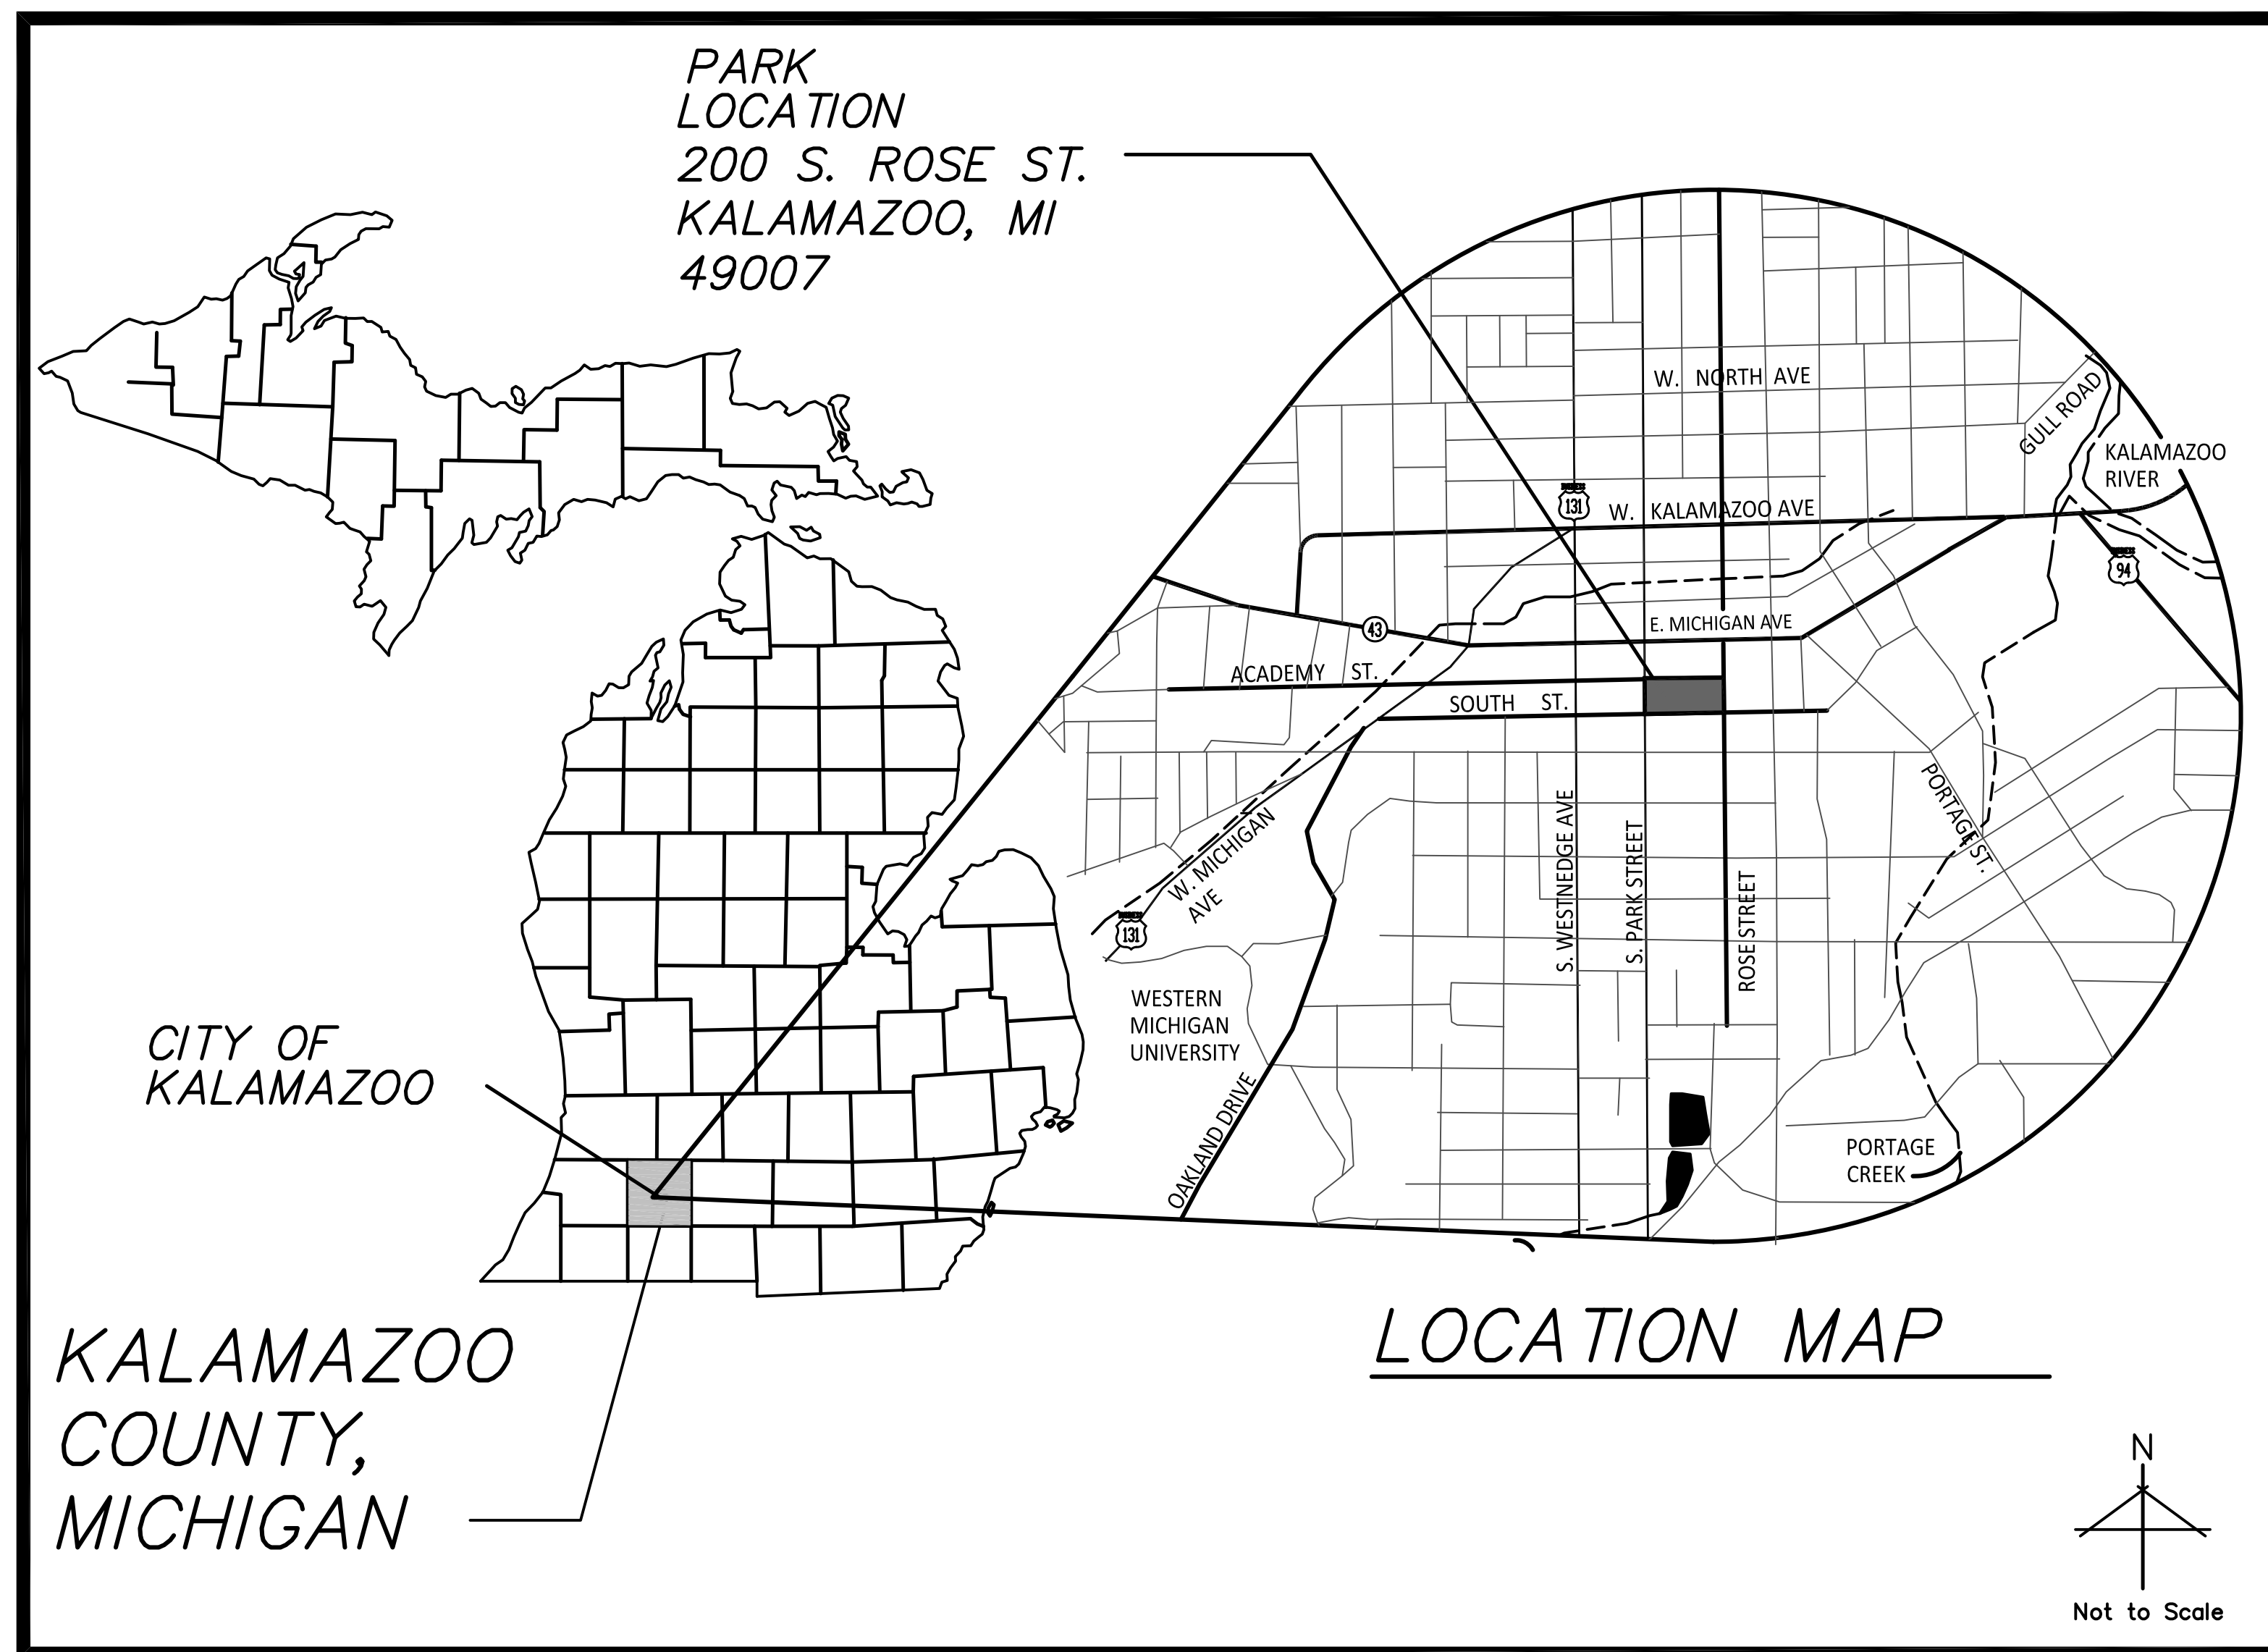 PARK
LOCATION
200 S. ROSE ST.
KALAMAZOO, MI
49007
W. NORTH AVE
GULL ROAD
KALAMAZOO
RIVER
131
W. KALAMAZOO AVE
94
43
E. MICHIGAN AVE
ACADEMY ST.
SOUTH ST.
W. MICHIGAN
AVE
131
S. WESTNEDGE AVE
S. PARK STREET
ROSE STREET
PORTAGE ST.
WESTERN
MICHIGAN
UNIVERSITY
OAKLAND DRIVE
PORTAGE
CREEK
CITY OF
KALAMAZOO
KALAMAZOO
COUNTY,
MICHIGAN
LOCATION MAP
N
Not to Scale